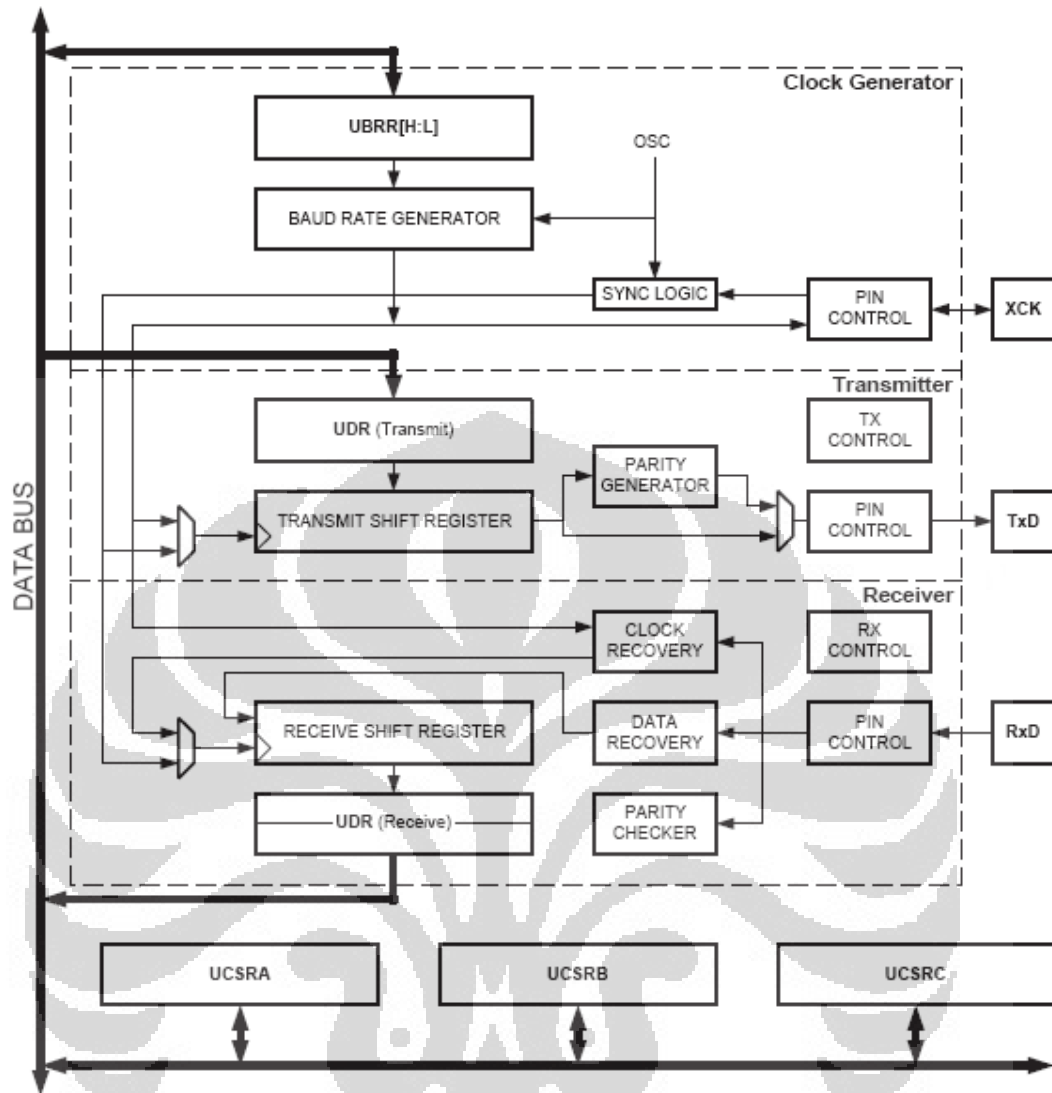 Clock Generator
UBRR[H:L]
OSC
BAUD RATE GENERATOR
SYNC LOGIC
PIN
CONTROL
XCK
Transmitter
UDR (Transmit)
TX
CONTROL
PARITY
GENERATOR
TRANSMIT SHIFT REGISTER
PIN
CONTROL
TxD
DATA BUS
Receiver
CLOCK
RECOVERY
RX
CONTROL
RECEIVE SHIFT REGISTER
DATA
RECOVERY
PIN
CONTROL
RxD
UDR (Receive)
PARITY
CHECKER
UCSRA
UCSRB
UCSRC